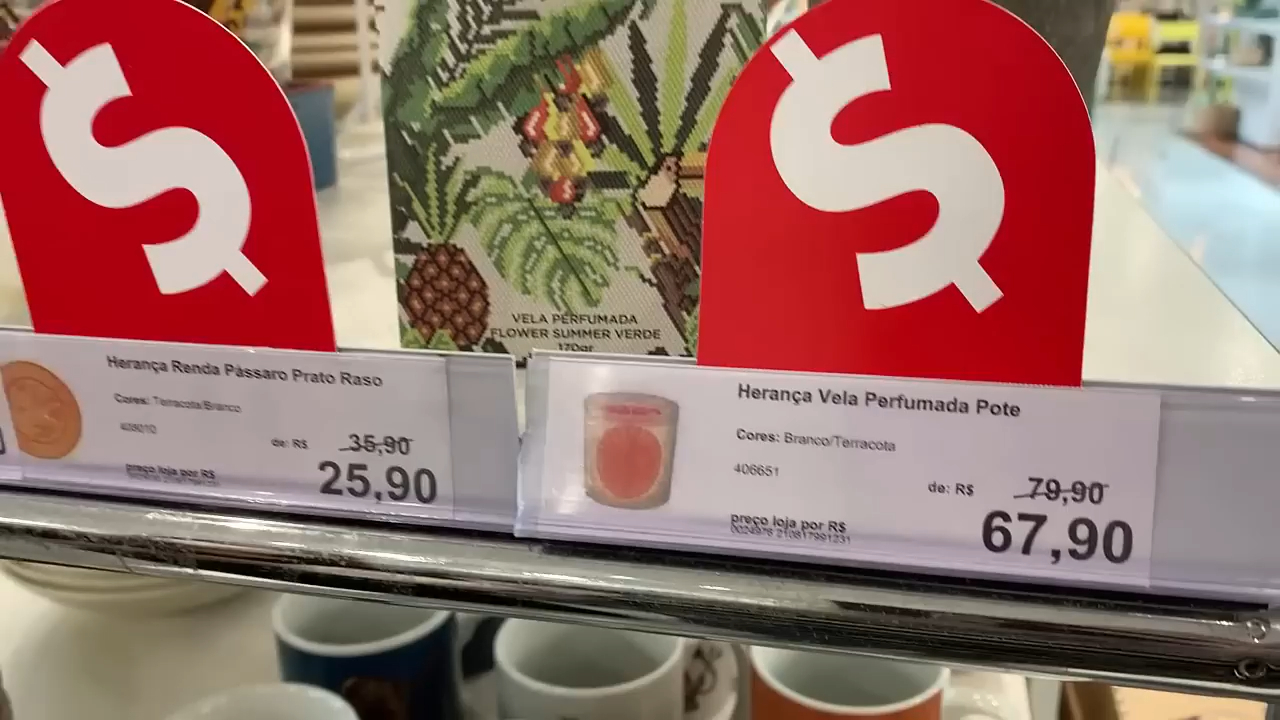 $
$
VELA PERFUMADA
FLOWER SUMMER VERDE
170gr
Herança Renda Pássaro Prato Raso
Cores: Terracota/Branco
de: R$ 35,90
preço loja por R$
25,90
Herança Vela Perfumada Pote
Cores: Branco/Terracota
406651
de: R$ 79,90
preço loja por R$
67,90